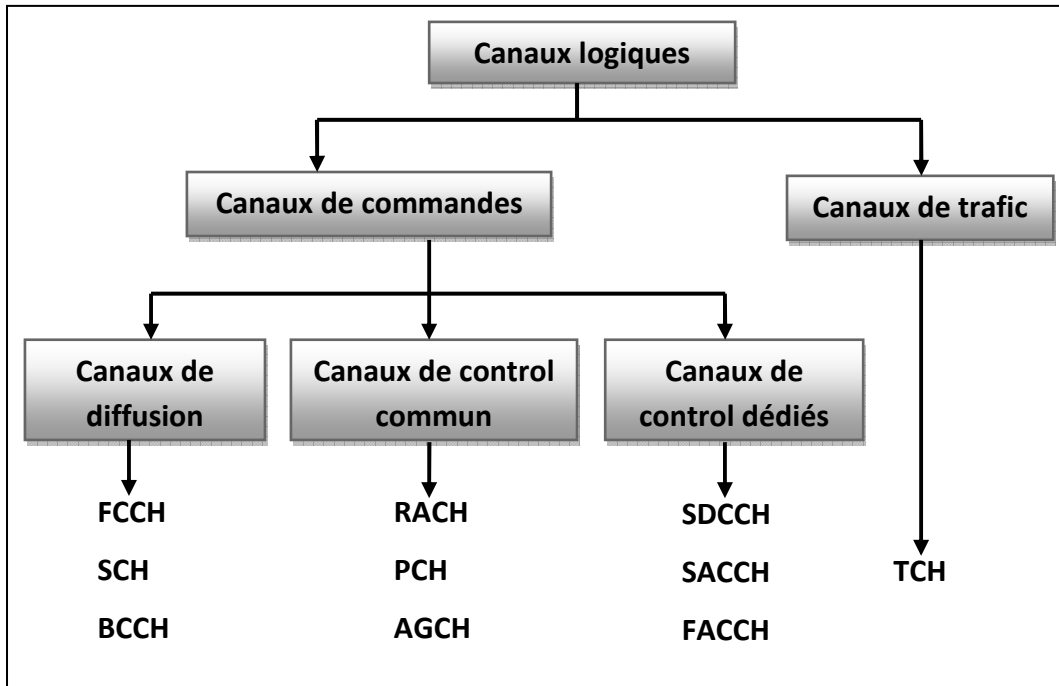 Canaux logiques
Canaux de commandes
Canaux de trafic
Canaux de
diffusion
Canaux de control
commun
Canaux de
control dédiés
FCCH
SCH
BCCH
RACH
PCH
AGCH
SDCCH
SACCH
FACCH
TCH